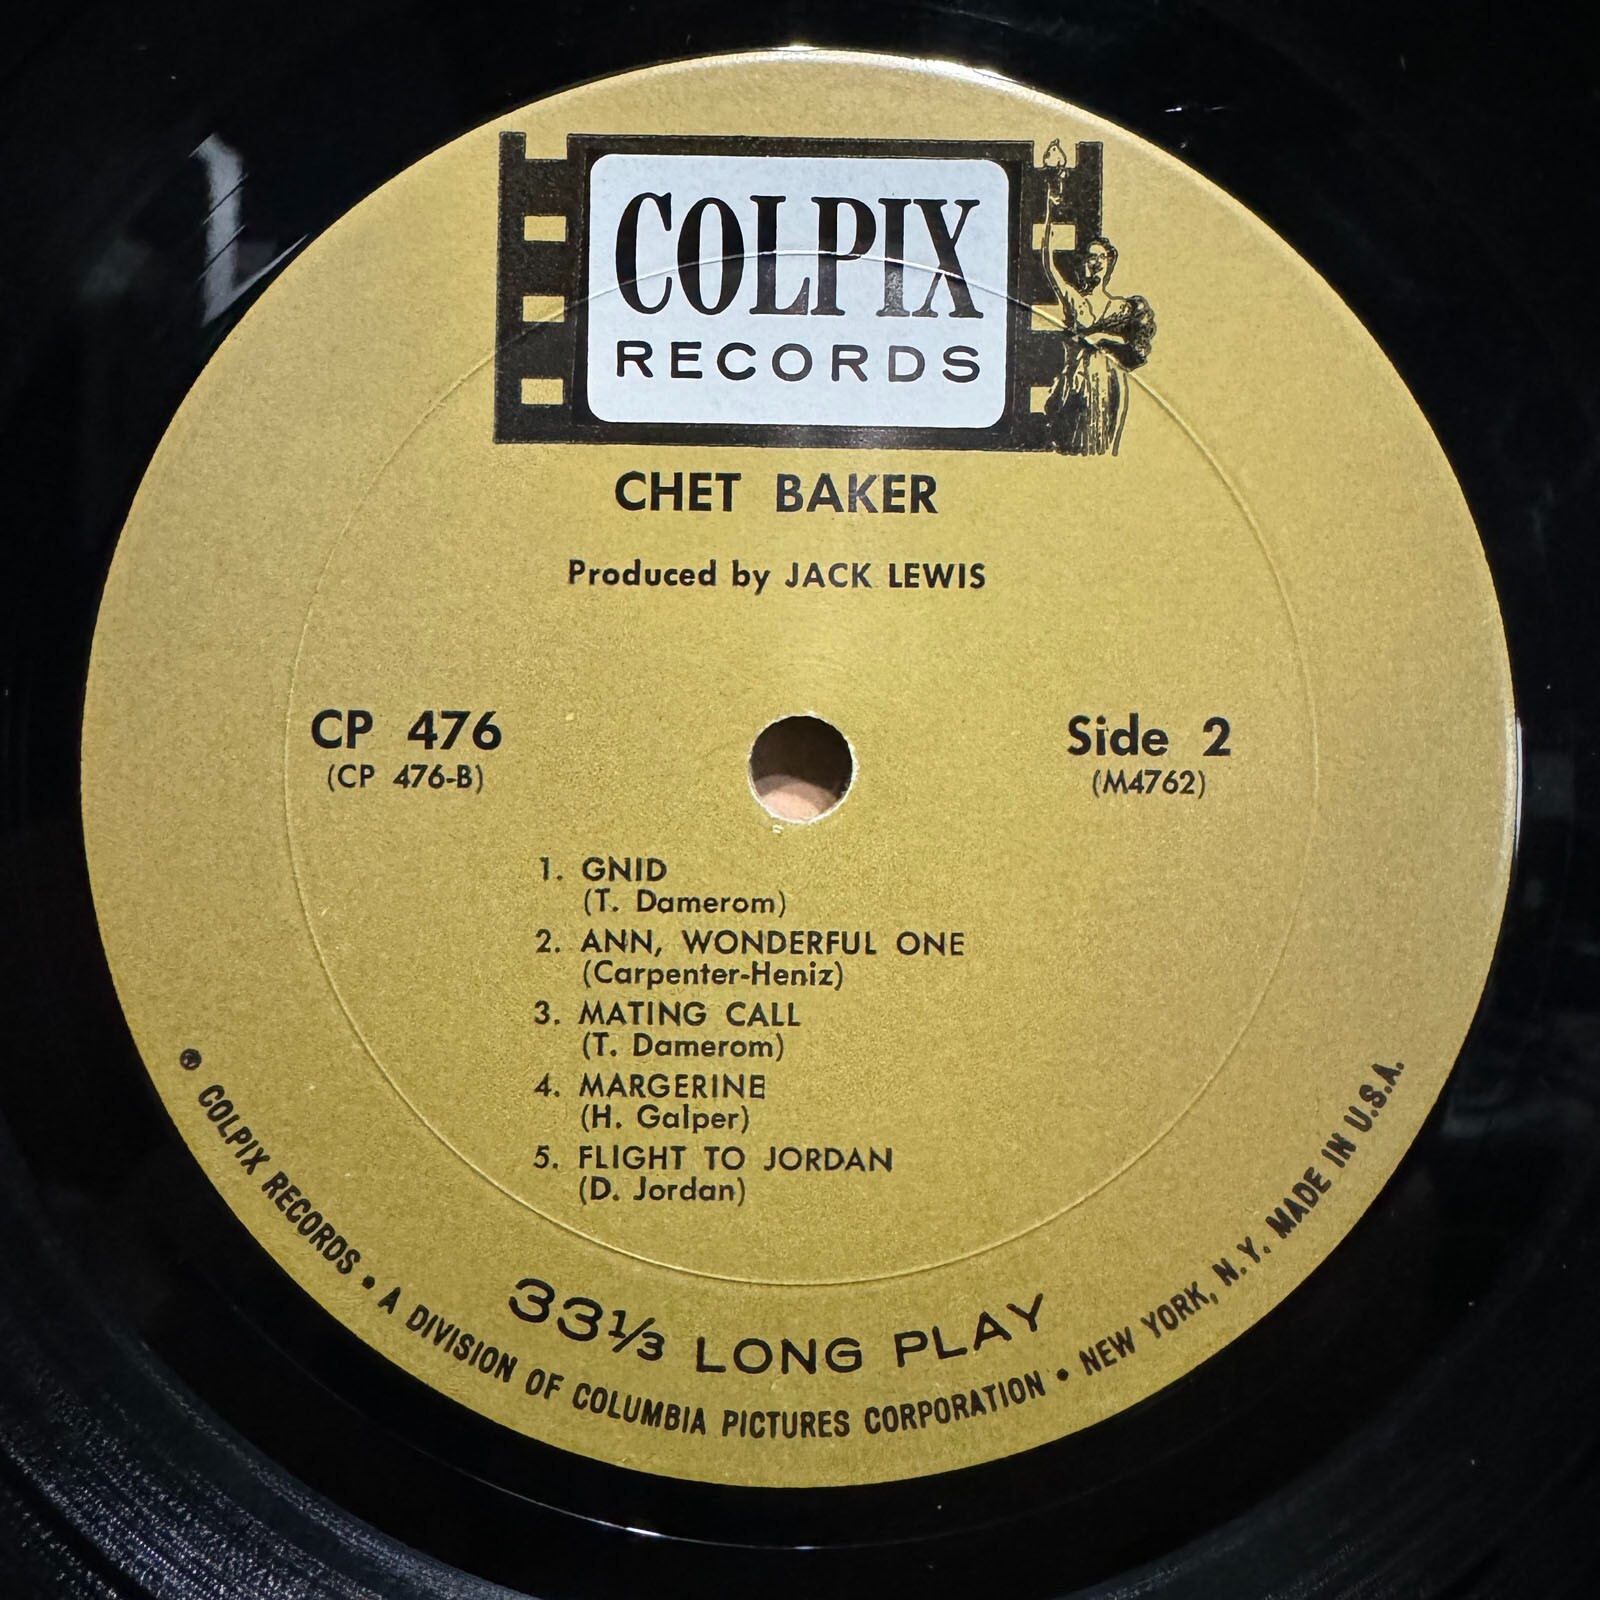 COLPIX
RECORDS
CHET BAKER
Produced by JACK LEWIS
CP 476
(CP 476-B)
Side 2
(M4762)
1. GNID
(T. Damerom)
2. ANN, WONDERFUL ONE
(Carpenter-Heniz)
3. MATING CALL
(T. Damerom)
4. MARGERINE
(H. Galper)
5. FLIGHT TO JORDAN
(D. Jordan)
33⅓ LONG PLAY
℗ COLPIX RECORDS • A DIVISION OF COLUMBIA PICTURES CORPORATION • NEW YORK, N.Y. MADE IN U.S.A.